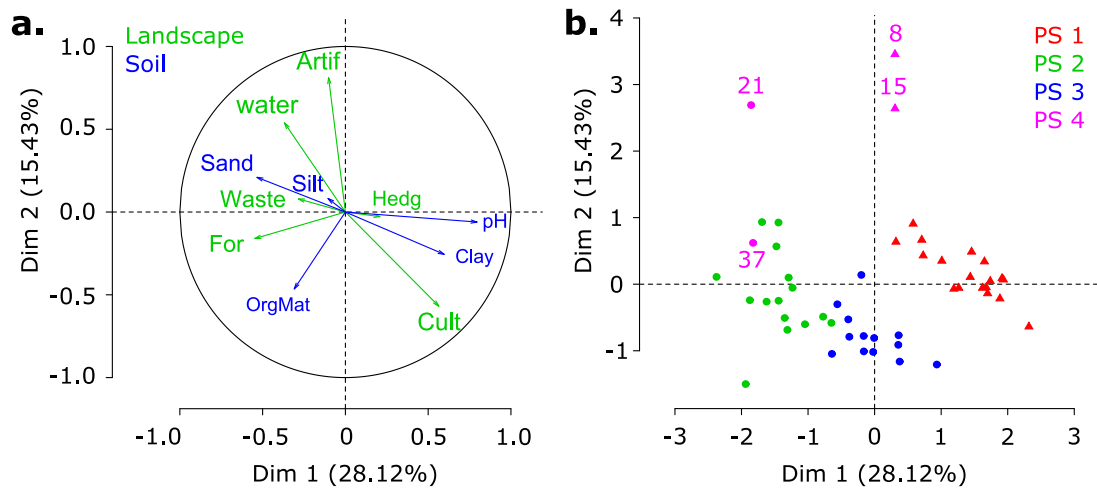 a.
Landscape
Soil
1.0
0.5
0.0
-0.5
-1.0
Dim 2 (15.43%)
Artif
water
Sand
Silt
Waste
Hedg
For
pH
Clay
OrgMat
Cult
-1.0
-0.5
0
0.5
1.0
Dim 1 (28.12%)
b.
4
3
2
1
0
-1
Dim 2 (15.43%)
8
21
15
37
PS 1
PS 2
PS 3
PS 4
-3
-2
-1
0
1
2
3
Dim 1 (28.12%)